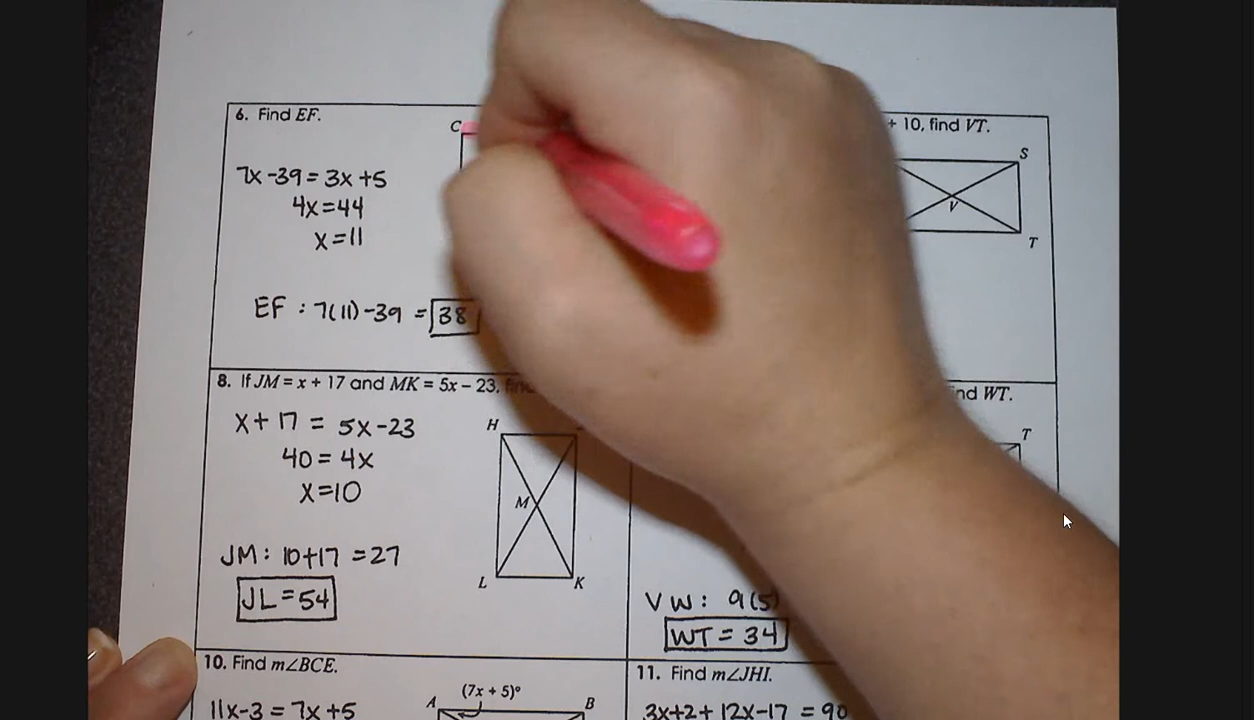 6. Find EF.
7x-39=3x+5
4x=44
x=11
EF : 7(11)-39 = 38
C
+ 10, find VT.
S
V
T
8. If JM = x + 17 and MK = 5x – 23,
x+17 = 5x-23
40 = 4x
x=10
JM: 10+17 =27
JL=54
H
M
L
K
find WT.
T
VW: 9(5)
WT = 34
10. Find m∠BCE.
11x-3 = 7x+5
(7x + 5)°
A
B
11. Find m∠JHI.
3x+2+12x-17 = 90